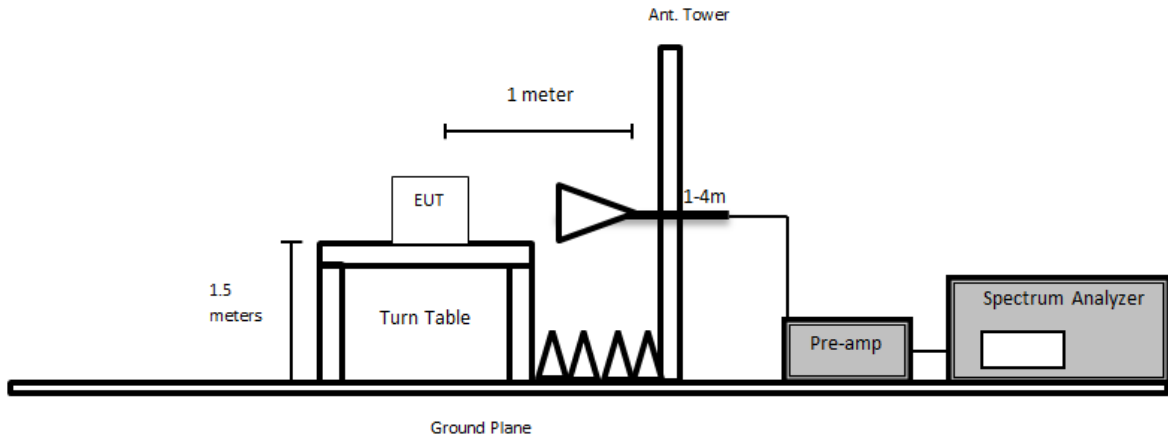 Ant. Tower
1 meter
EUT
1-4m
1.5
meters
Turn Table
Pre-amp
Spectrum Analyzer
Ground Plane